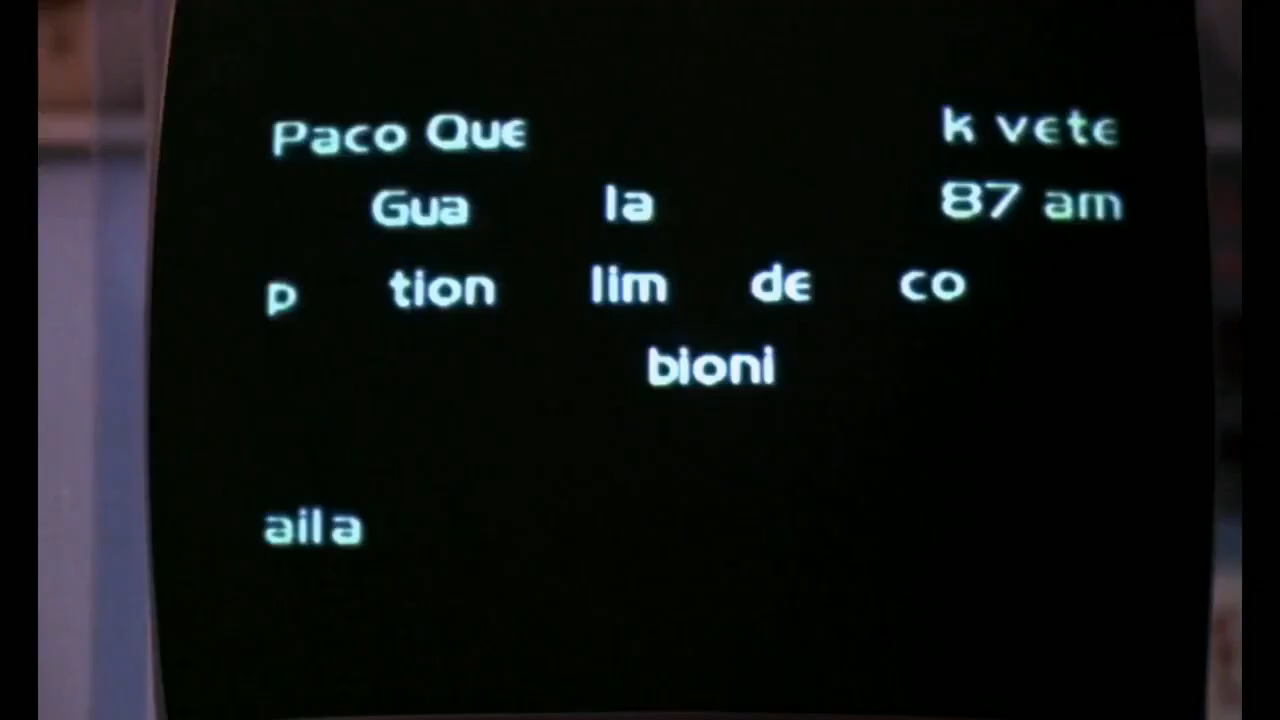 Paco Que k vete
Gua la 87 am
p tion lim de co
bioni
aila